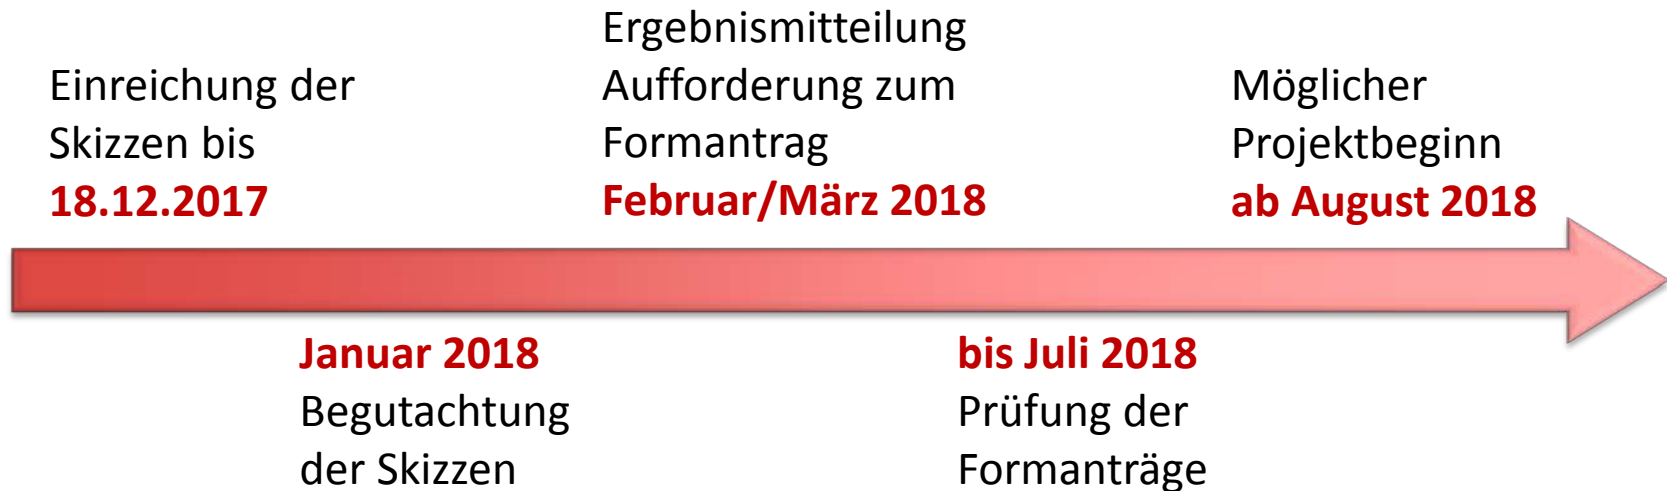 Einreichung der
Skizzen bis
18.12.2017
Januar 2018
Begutachtung
der Skizzen
Ergebnismitteilung
Aufforderung zum
Formantrag
Februar/März 2018
bis Juli 2018
Prüfung der
Formanträge
Möglicher
Projektbeginn
ab August 2018